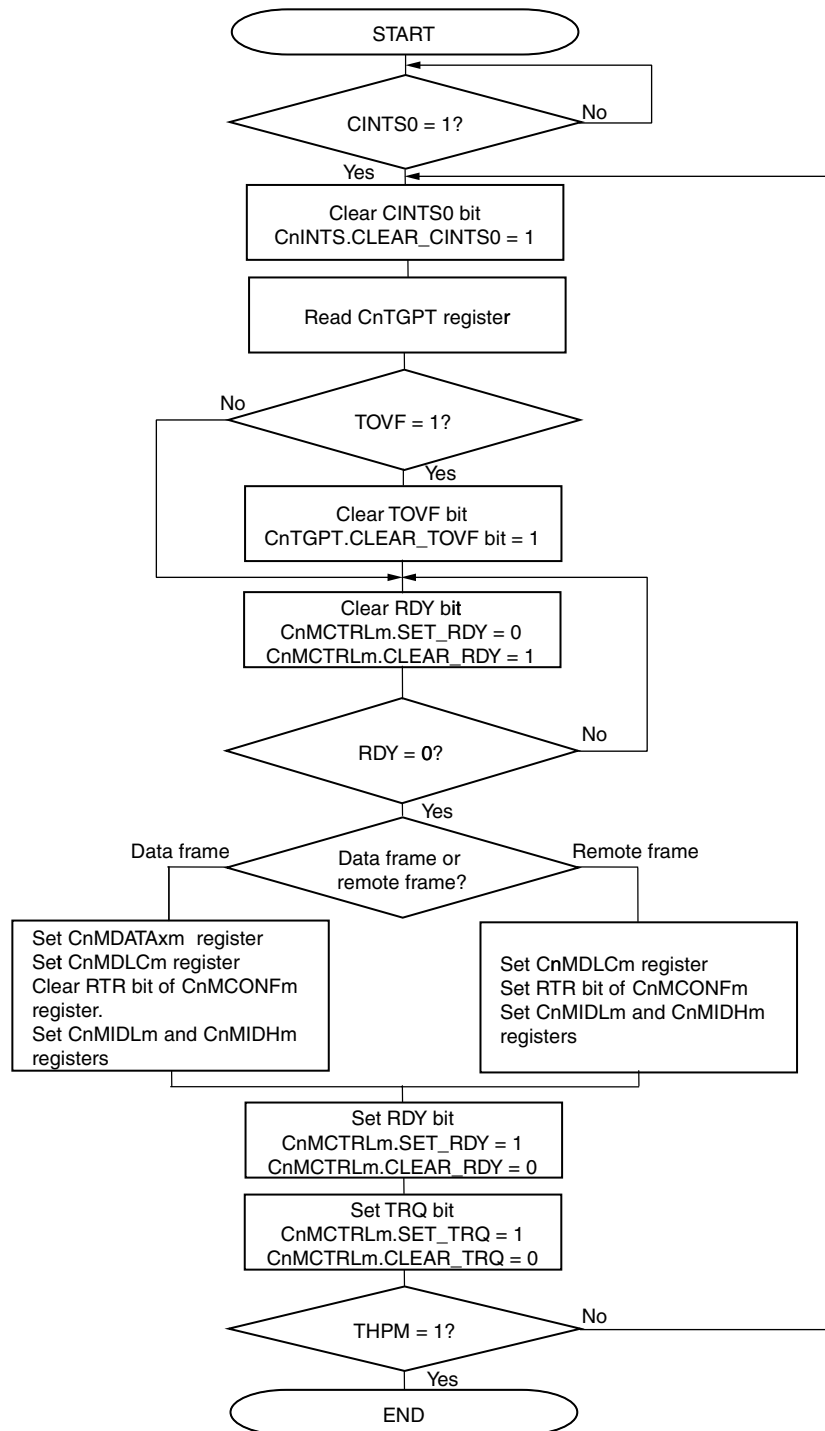 START
CINTS0 = 1?
No
Yes
Clear CINTS0 bit
CnINTS.CLEAR_CINTS0 = 1
Read CnTGPT register
No
TOVF = 1?
Yes
Clear TOVF bit
CnTGPT.CLEAR_TOVF bit = 1
Clear RDY bit
CnMCTRLm.SET_RDY = 0
CnMCTRLm.CLEAR_RDY = 1
RDY = 0?
No
Yes
Data frame
Data frame or
remote frame?
Remote frame
Set CnMDATAxm register
Set CnMDLCm register
Clear RTR bit of CnMCONFm
register.
Set CnMIDLm and CnMIDHm
registers
Set CnMDLCm register
Set RTR bit of CnMCONFm
Set CnMIDLm and CnMIDHm
registers
Set RDY bit
CnMCTRLm.SET_RDY = 1
CnMCTRLm.CLEAR_RDY = 0
Set TRQ bit
CnMCTRLm.SET_TRQ = 1
CnMCTRLm.CLEAR_TRQ = 0
THPM = 1?
No
Yes
END